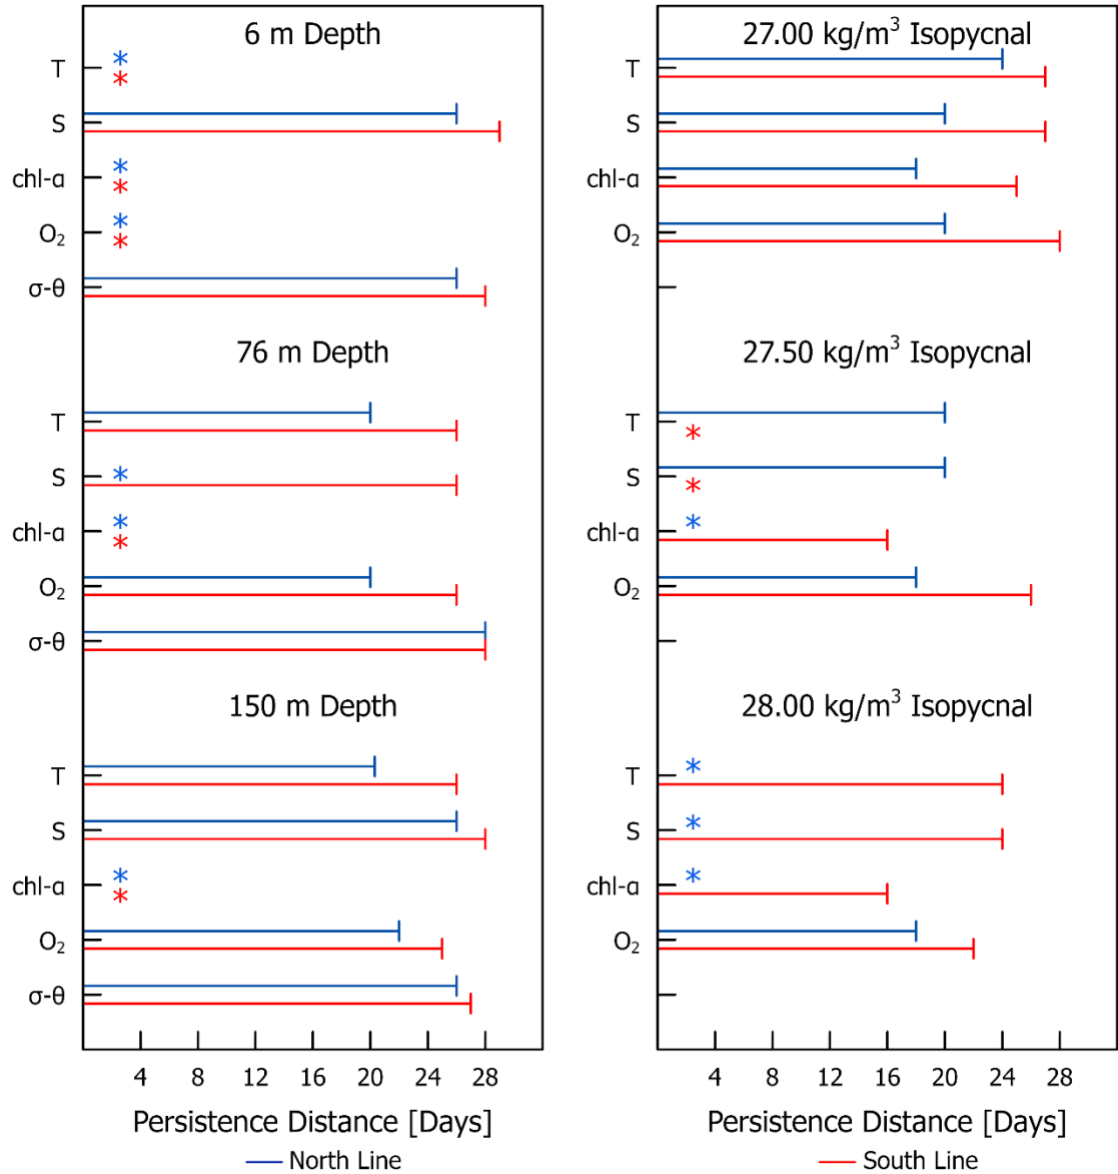 6 m Depth
T
*
*
S
chl-ɑ
*
*
O₂
*
*
σ-θ
76 m Depth
T
S
*
chl-ɑ
*
*
O₂
σ-θ
150 m Depth
T
S
chl-ɑ
*
*
O₂
σ-θ
4 8 12 16 20 24 28
Persistence Distance [Days]
North Line
27.00 kg/m³ Isopycnal
T
S
chl-ɑ
O₂
27.50 kg/m³ Isopycnal
T
*
S
*
chl-ɑ
*
O₂
28.00 kg/m³ Isopycnal
T
*
S
*
chl-ɑ
*
O₂
4 8 12 16 20 24 28
Persistence Distance [Days]
South Line